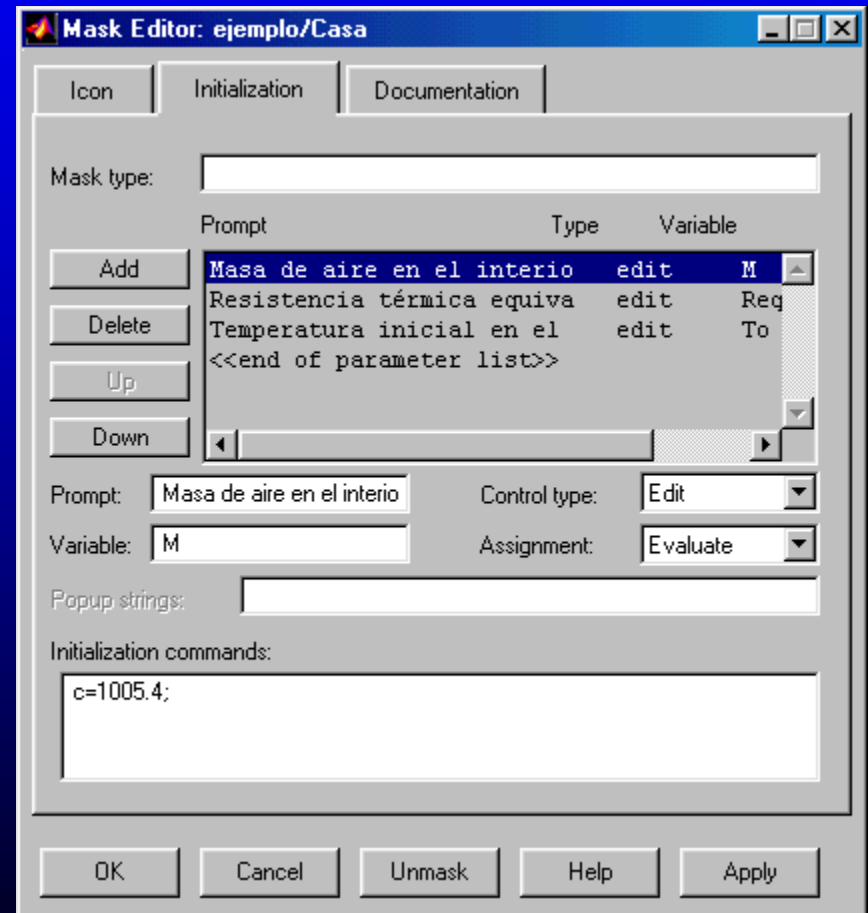 Mask Editor: ejemplo/Casa
Icon Initialization Documentation
Mask type:
Prompt Type Variable
Add
Masa de aire en el interio edit M
Resistencia térmica equiva edit Req
Delete
Temperatura inicial en el edit To
<<end of parameter list>>
Up
Down
Prompt: Masa de aire en el interio Control type: Edit
Variable: M Assignment: Evaluate
Popup strings:
Initialization commands:
c=1005.4;
OK Cancel Unmask Help Apply